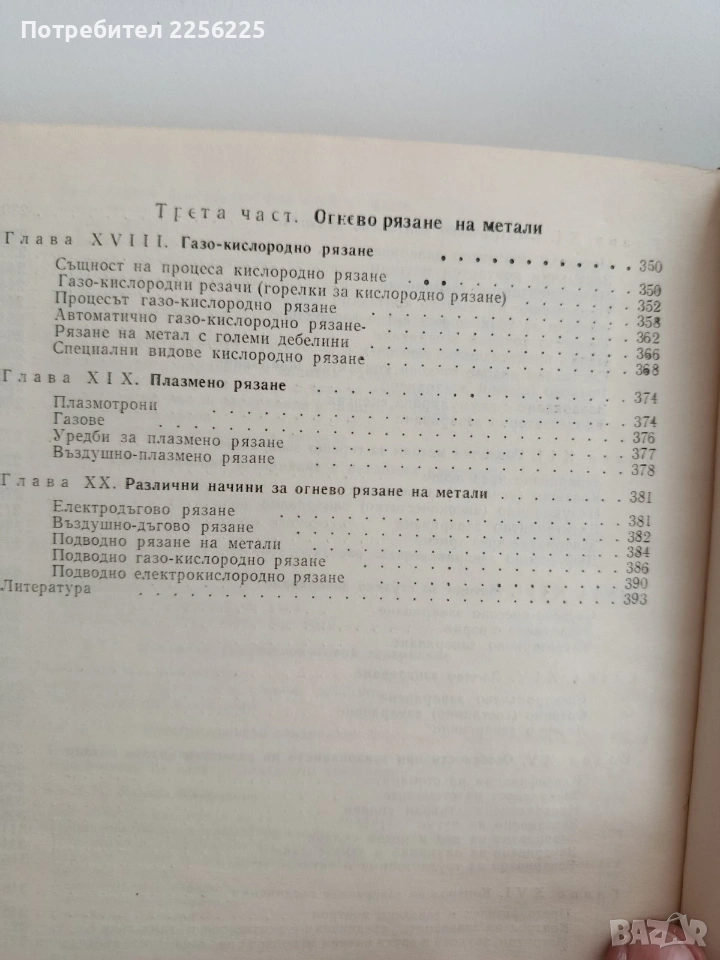 Потребител 2256225
Трета част. Огнево рязане на метали
Глава XVIII. Газо-кислородно рязане 350
Същност на процеса кислородно рязане 350
Газо-кислородни резачи (горелки за кислородно рязане) 352
Процесът газо-кислородно рязане 358
Автоматично газо-кислородно рязане- 362
Рязане на метал с големи дебелини 366
Специални видове кислородно рязане 368
Глава XIX. Плазмено рязане 374
Плазмотрони 374
Газове 376
Уредби за плазмено рязане 377
Въздушно-плазмено рязане 378
Глава XX. Различни начини за огнево рязане на метали 381
Електродъгово рязане 381
Въздушно-дъгово рязане 382
Подводно рязане на метали 384
Подводно газо-кислородно рязане 386
Подводно електрокислородно рязане 390
Литература 393
BAZAR